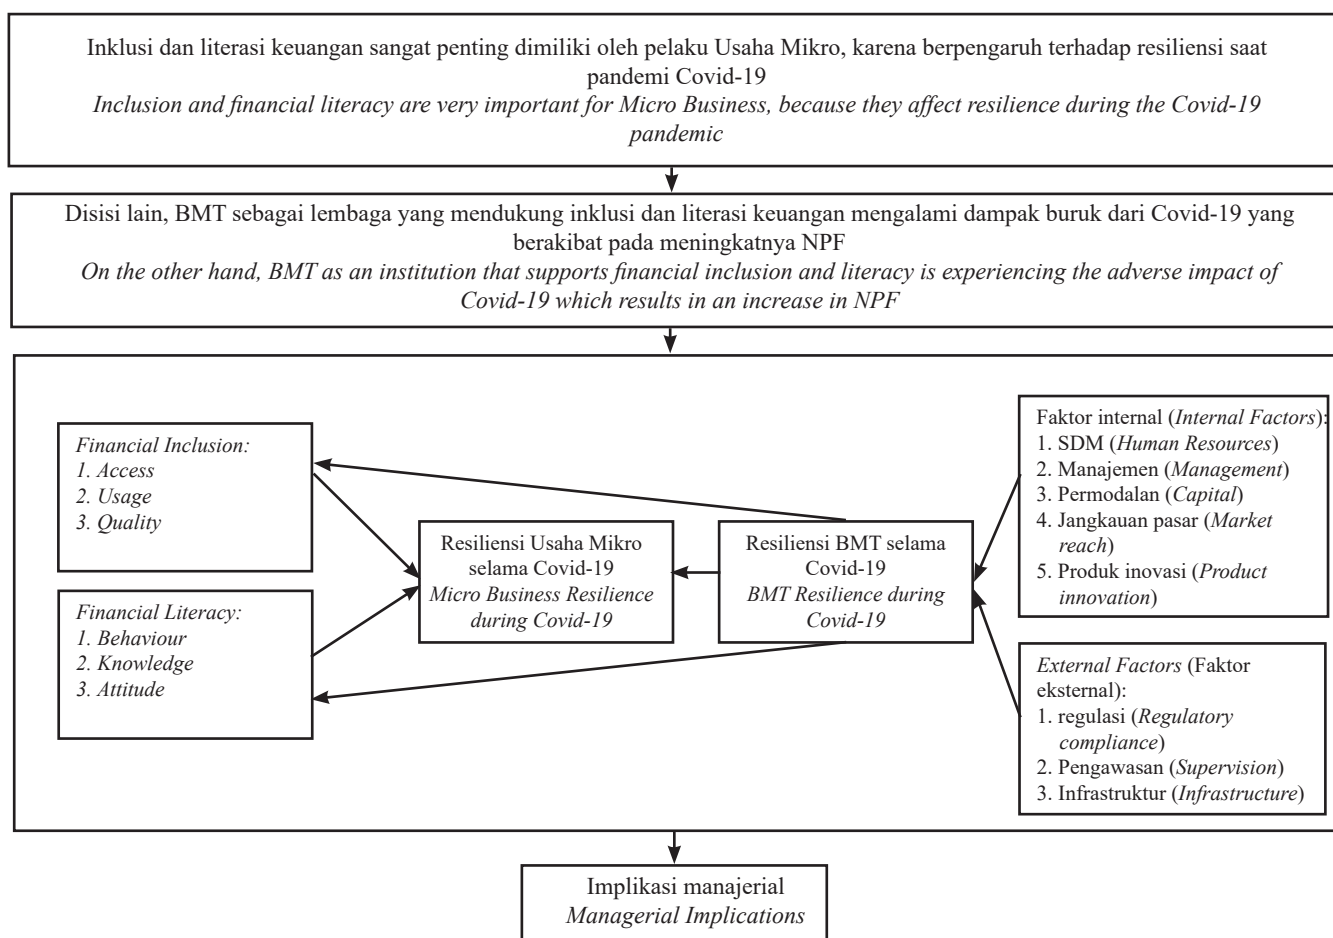 Inklusi dan literasi keuangan sangat penting dimiliki oleh pelaku Usaha Mikro, karena berpengaruh terhadap resiliensi saat
pandemi Covid-19
Inclusion and financial literacy are very important for Micro Business, because they affect resilience during the Covid-19
pandemic
Disisi lain, BMT sebagai lembaga yang mendukung inklusi dan literasi keuangan mengalami dampak buruk dari Covid-19 yang
berakibat pada meningkatnya NPF
On the other hand, BMT as an institution that supports financial inclusion and literacy is experiencing the adverse impact of
Covid-19 which results in an increase in NPF
Financial Inclusion:
1. Access
2. Usage
3. Quality
Financial Literacy:
1. Behaviour
2. Knowledge
3. Attitude
Resiliensi Usaha Mikro
selama Covid-19
Micro Business Resilience
during Covid-19
Resiliensi BMT selama
Covid-19
BMT Resilience during
Covid-19
Faktor internal (Internal Factors):
1. SDM (Human Resources)
2. Manajemen (Management)
3. Permodalan (Capital)
4. Jangkauan pasar (Market
reach)
5. Produk inovasi (Product
innovation)
External Factors (Faktor
eksternal):
1. regulasi (Regulatory
compliance)
2. Pengawasan (Supervision)
3. Infrastruktur (Infrastructure)
Implikasi manajerial
Managerial Implications